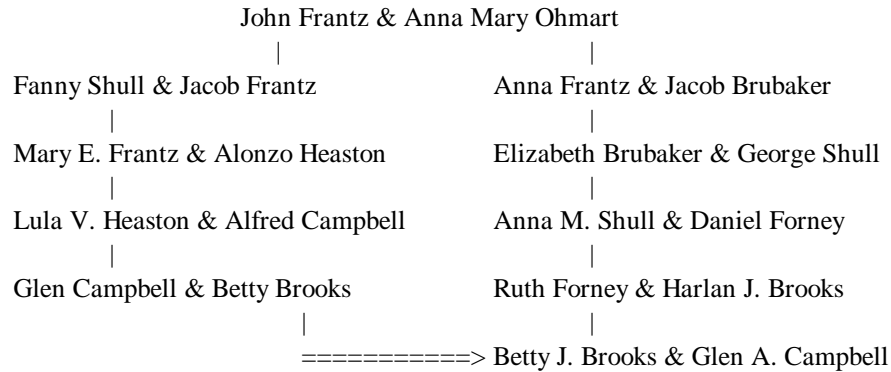 John Frantz & Anna Mary Ohmart
| |
Fanny Shull & Jacob Frantz Anna Frantz & Jacob Brubaker
| |
Mary E. Frantz & Alonzo Heaston Elizabeth Brubaker & George Shull
| |
Lula V. Heaston & Alfred Campbell Anna M. Shull & Daniel Forney
| |
Glen Campbell & Betty Brooks Ruth Forney & Harlan J. Brooks
| |
===========> Betty J. Brooks & Glen A. Campbell